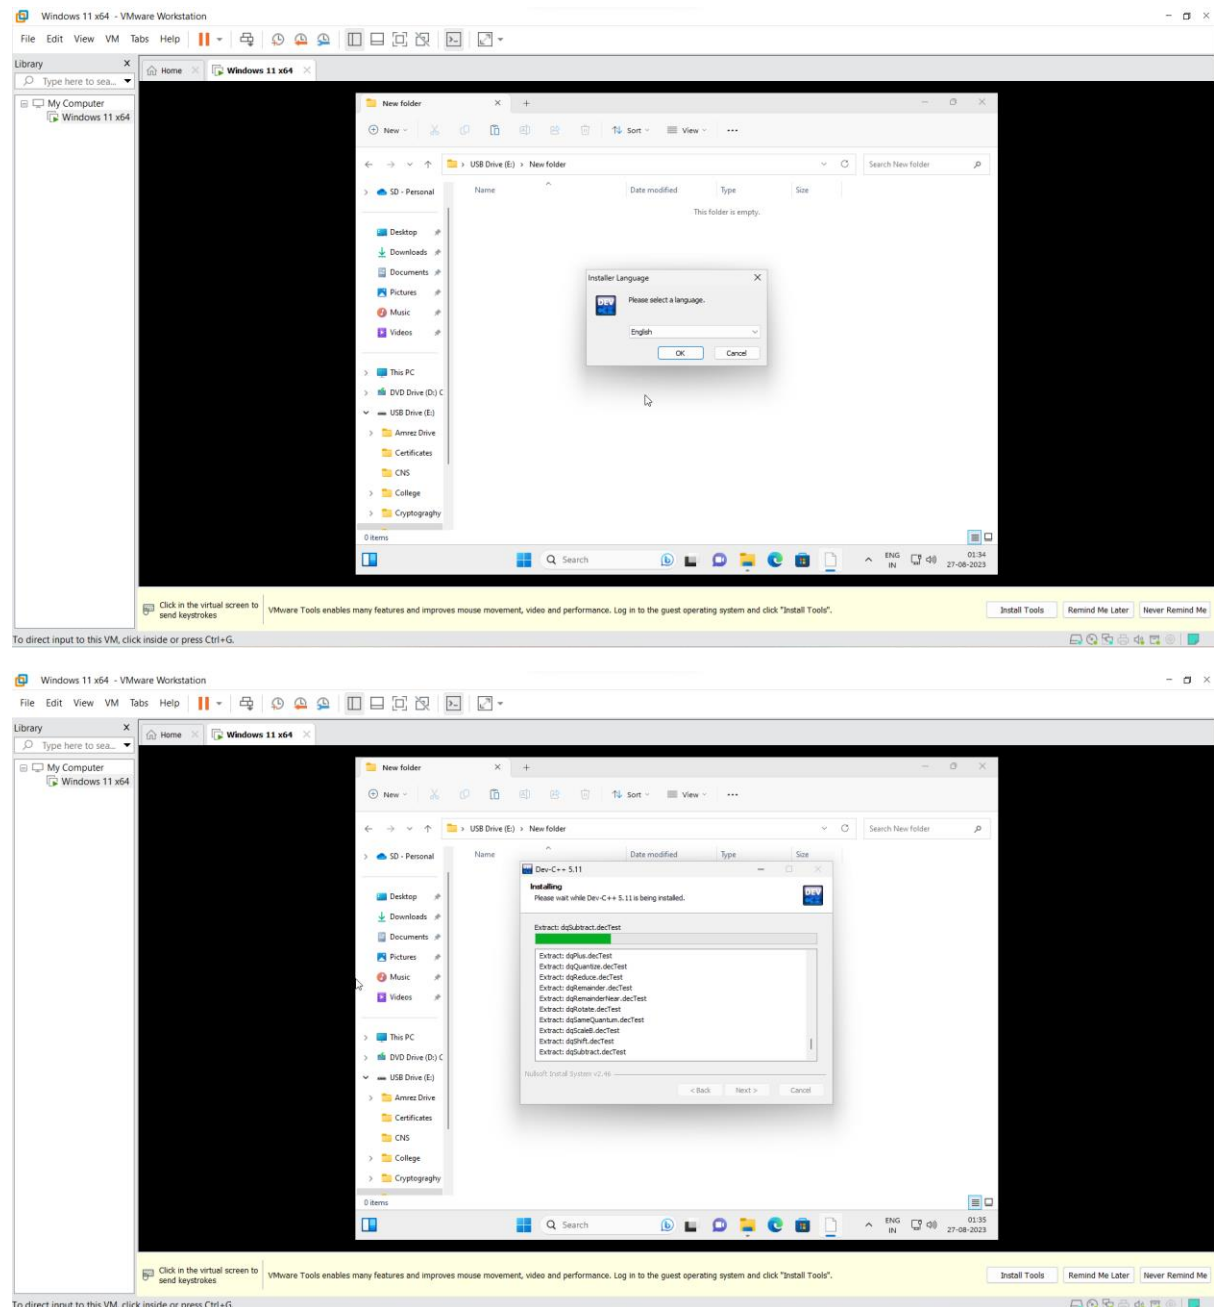 Windows 11 x64 - VMware Workstation
File Edit View VM Tabs Help
Library
Home
Windows 11 x64
Type here to sea...
My Computer
Windows 11 x64
New folder
New
Sort
View
USB Drive (E:) > New folder
Search New folder
SD - Personal
Name
Date modified
Type
Size
This folder is empty.
Desktop
Downloads
Documents
Pictures
Music
Videos
Installer Language
Please select a language.
English
OK
Cancel
This PC
DVD Drive (D:) C
USB Drive (E:)
Amrez Drive
Certificates
CNS
College
Cryptograghy
0 items
Search
ENG
IN
01:34
27-08-2023
Click in the virtual screen to
send keystrokes
VMware Tools enables many features and improves mouse movement, video and performance. Log in to the guest operating system and click "Install Tools".
Install Tools
Remind Me Later
Never Remind Me
To direct input to this VM, click inside or press Ctrl+G.
Windows 11 x64 - VMware Workstation
File Edit View VM Tabs Help
Library
Home
Windows 11 x64
Type here to sea...
My Computer
Windows 11 x64
New folder
New
Sort
View
USB Drive (E:) > New folder
Search New folder
SD - Personal
Name
Date modified
Type
Size
Desktop
Downloads
Documents
Pictures
Music
Videos
Dev-C++ 5.11
Installing
Please wait while Dev-C++ 5.11 is being installed.
Extract: dqSubtract.decTest
Extract: dqPlus.decTest
Extract: dqQuantize.decTest
Extract: dqReduce.decTest
Extract: dqRemainder.decTest
Extract: dqRemainderNear.decTest
Extract: dqRotate.decTest
Extract: dqSameQuantum.decTest
Extract: dqScaleB.decTest
Extract: dqShift.decTest
Extract: dqSubtract.decTest
Nullsoft Install System v2.46
< Back
Next >
Cancel
This PC
DVD Drive (D:) C
USB Drive (E:)
Amrez Drive
Certificates
CNS
College
Cryptograghy
0 items
Search
ENG
IN
01:35
27-08-2023
Click in the virtual screen to
send keystrokes
VMware Tools enables many features and improves mouse movement, video and performance. Log in to the guest operating system and click "Install Tools".
Install Tools
Remind Me Later
Never Remind Me
To direct input to this VM, click inside or press Ctrl+G.